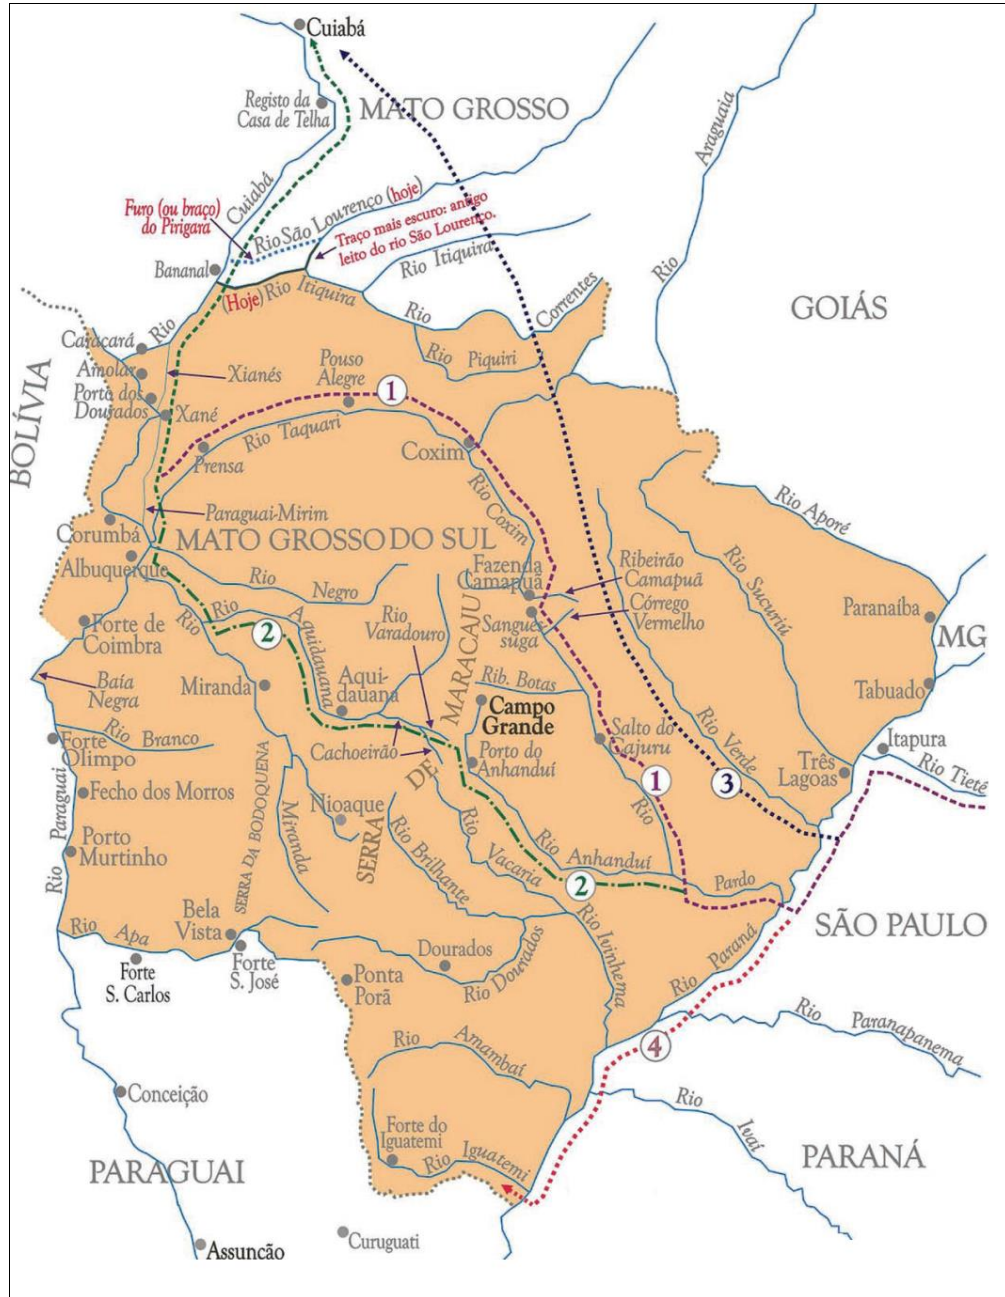 Cuiabá
Registo da
Casa de Telha
MATO GROSSO
Araguaia
Rio
Cuiabá
Furo (ou braço)
do Pirigara
Rio São Lourenço (hoje)
Traço mais escuro: antigo
leito do rio São Lourenço.
Bananal
Rio Itiquira
(Hoje) Rio Itiquira
GOIÁS
Rio
Correntes
Rio
Caracará
Amolar
Porto dos
Dourados
Xianés
Xané
Pouso
Alegre
1
Rio
Piquiri
BOLÍVIA
Prensa
Rio Taquari
Coxim
Rio Coxim
Rio Aporé
Paraguai-Mirim
Corumbá
MATO GROSSO DO SUL
Albuquerque
Rio
Negro
Fazenda
Camapuã
Ribeirão
Camapuã
Rio Sucuriú
Córrego
Vermelho
Sangues-
suga
Paranaíba
Forte de
Coimbra
Rio
Aquidauana
2
Rio
Varadouro
SERRA DE MARACAJU
MG
Baía
Negra
Miranda
Aqui-
dauana
Rib. Botas
Campo
Grande
Tabuado
Rio Branco
Forte
Olimpo
Cachoeirão
Porto do
Anhanduí
Salto do
Cajuru
Rio Verde
Itapura
Rio Tietê
Três
Lagoas
Fecho dos Morros
1
3
Nioaque
Rio Paraguai
Porto
Murtinho
SERRA DA BODOQUENA
Miranda
Rio Brilhante
Rio
Vacaria
Rio
Rio
Anhanduí
2
Pardo
Bela
Vista
Rio
Apa
Forte
S. Carlos
Forte
S. José
Dourados
Rio Dourados
Rio Ivinhema
SÃO PAULO
Ponta
Porã
Rio Paraná
Rio
Paranapanema
4
Rio
Amambaí
Conceição
Rio
Ivaí
Forte do
Iguatemi
Rio Iguatemi
PARAGUAI
PARANÁ
Assuncão
Curuguati